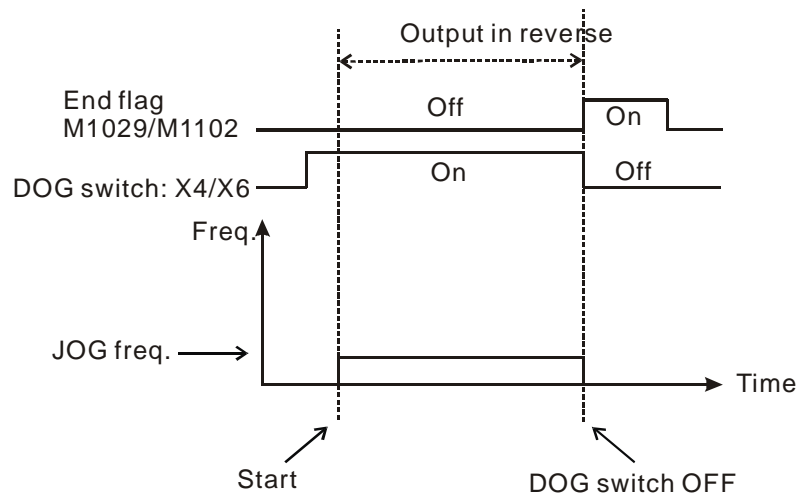 Output in reverse
End flag
M1029/M1102
Off
On
DOG switch: X4/X6
On
Off
Freq.
JOG freq.
Time
Start
DOG switch OFF